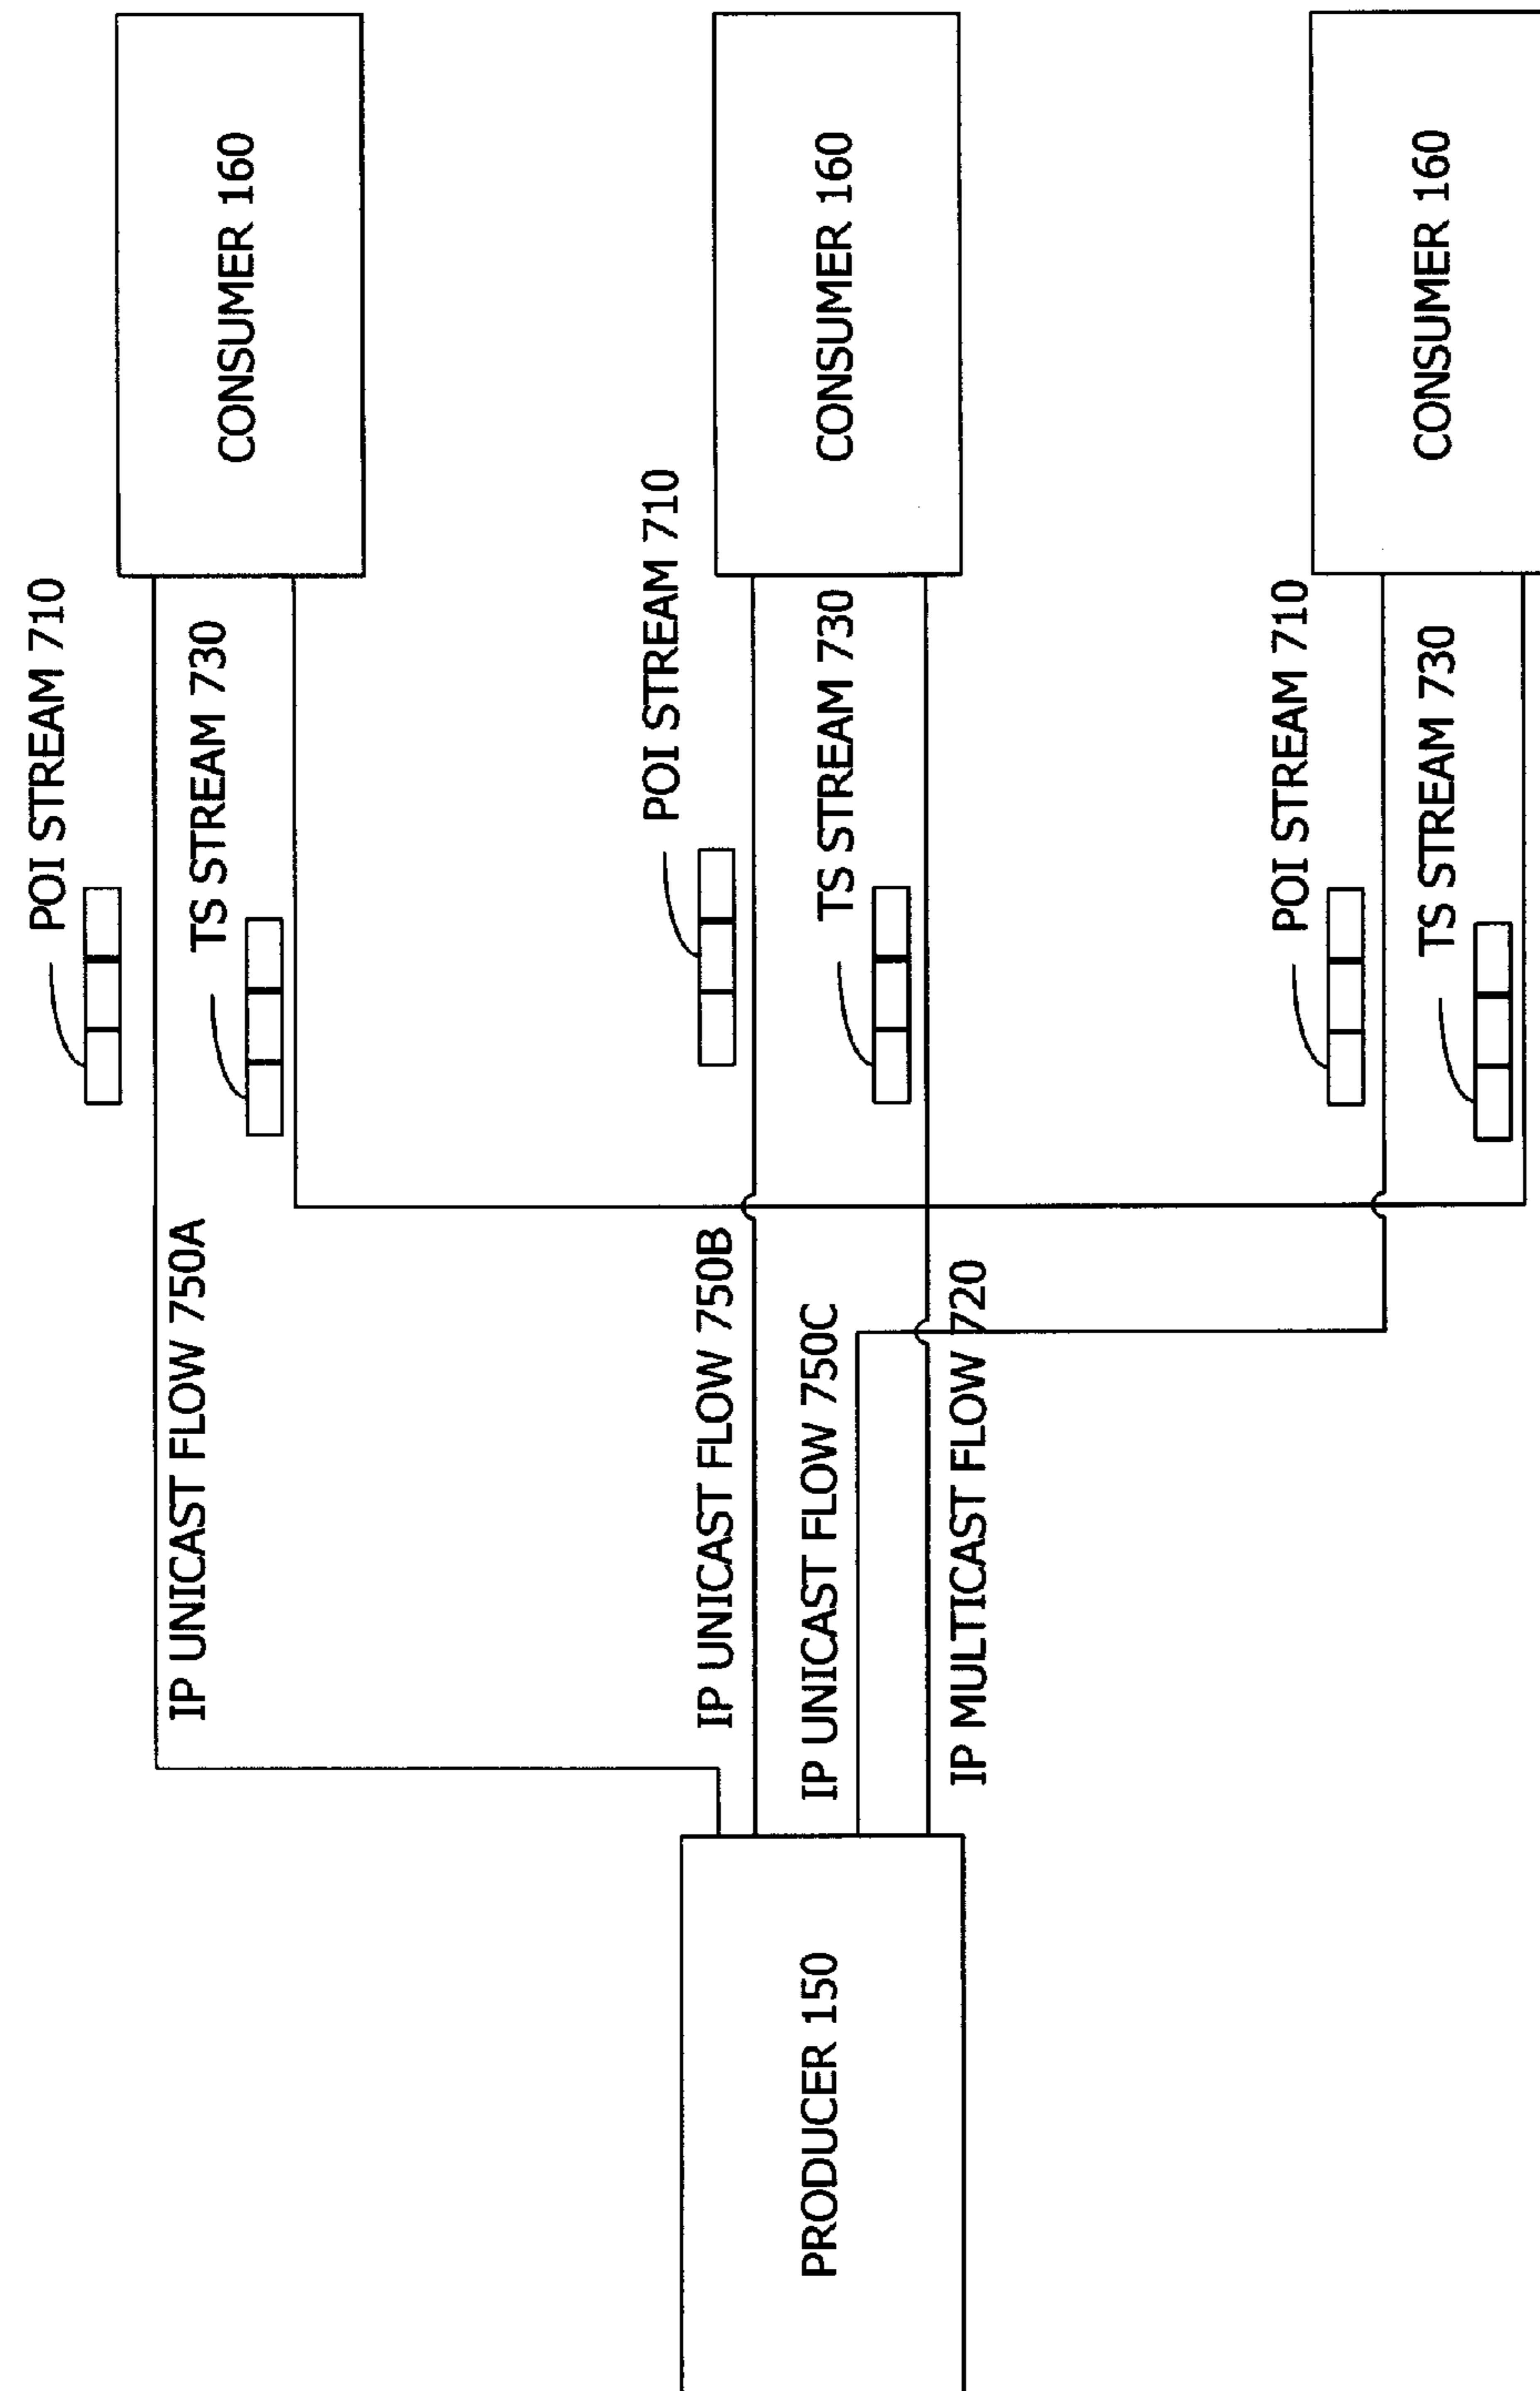 POI STREAM 710
CONSUMER 160
TS STREAM 730
IP UNICAST FLOW 750A
POI STREAM 710
CONSUMER 160
IP UNICAST FLOW 750B
TS STREAM 730
IP UNICAST FLOW 750C
PRODUCER 150
IP MULTICAST FLOW 720
POI STREAM 710
CONSUMER 160
TS STREAM 730